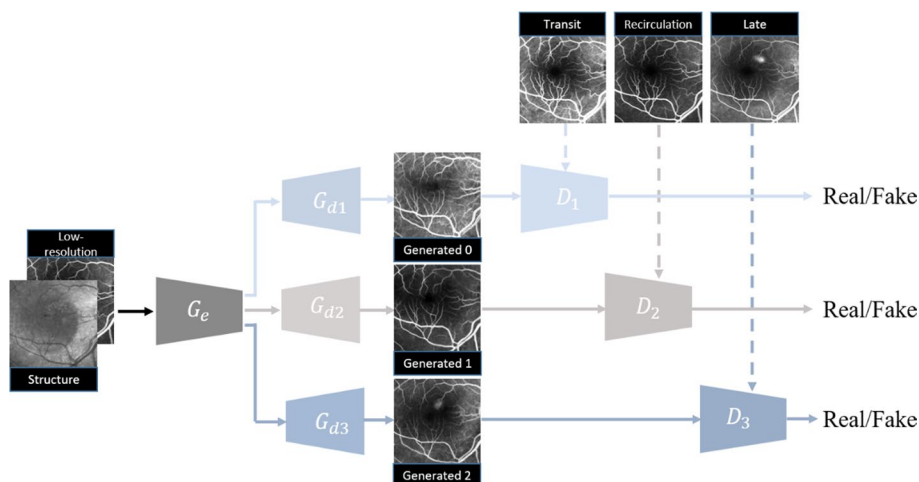 Transit
Recirculation
Late
G_d1
D_1
Real/Fake
Generated 0
Low-
resolution
G_e
G_d2
D_2
Real/Fake
Generated 1
Structure
G_d3
D_3
Real/Fake
Generated 2